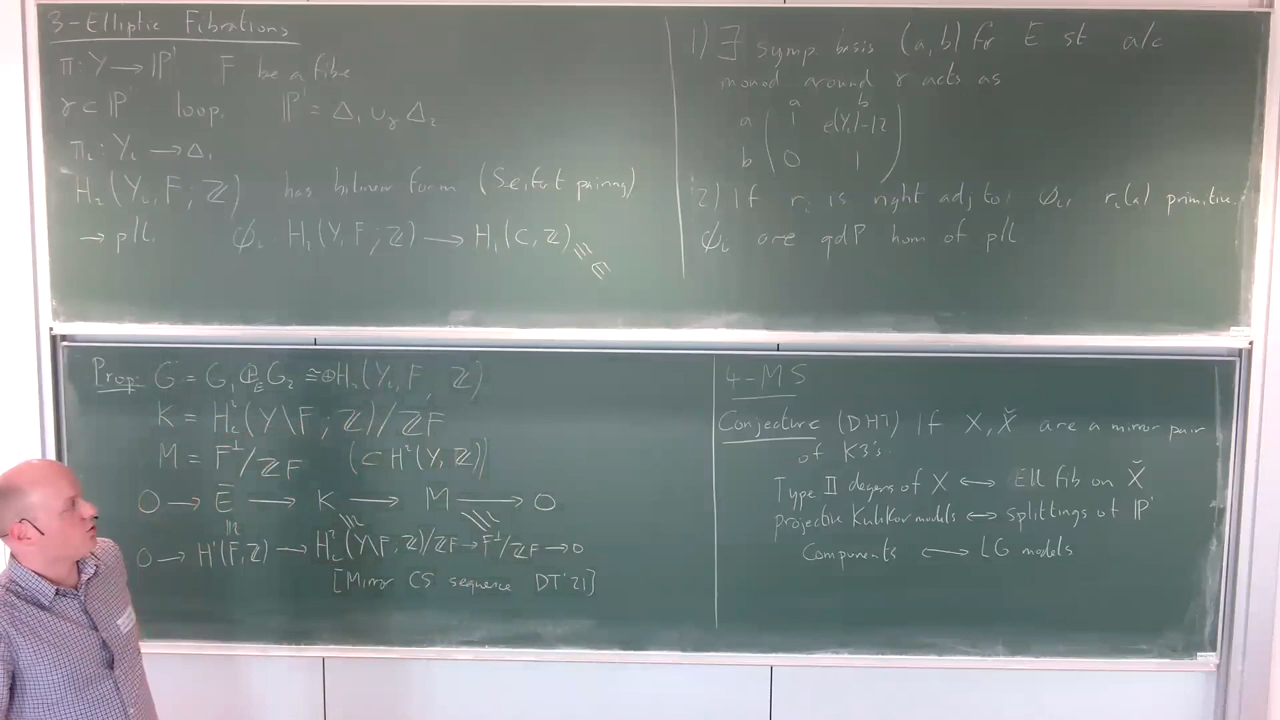 3-Elliptic Fibrations
π: Y → ℙ¹ F be a fibre
γ ⊂ ℙ¹ loop. ℙ¹ = Δ₁ ∪_γ Δ₂
π_i: Y_i → Δ_i
H₂(Y_i, F; ℤ) has bilinear form (Seifert pairing)
→ pll. φ_i: H₂(Y_i, F; ℤ) → H₁(C, ℤ)
≅ E
1) ∃ symp. basis (a, b) for E st a/c
monod around γ acts as
a b
a ( 1 e(Y_i)-12 )
b ( 0 1 )
2) If r_i is right adj to φ_i, r_i(a) primitive.
φ_i are qdP hom of pll
Prop: G = G₁ ⊕_E G₂ ≅ ⊕H₂(Y_i, F, ℤ)
K = H²_c(Y\F; ℤ)/ℤF
M = F^⊥/ℤF (⊂ H²(Y, ℤ))
0 → E → K → M → 0
0 → H¹(F, ℤ) → H²_c(Y\F; ℤ)/ℤF → F^⊥/ℤF → 0
[Mirror CS sequence DT'21]
4-MS
Conjecture (DHT) If X, X̌ are a mirror pair
of K3's
Type II degens of X ↔ Ell fib on X̌
projective Kulikov models ↔ splittings of ℙ¹
Components ↔ LG models